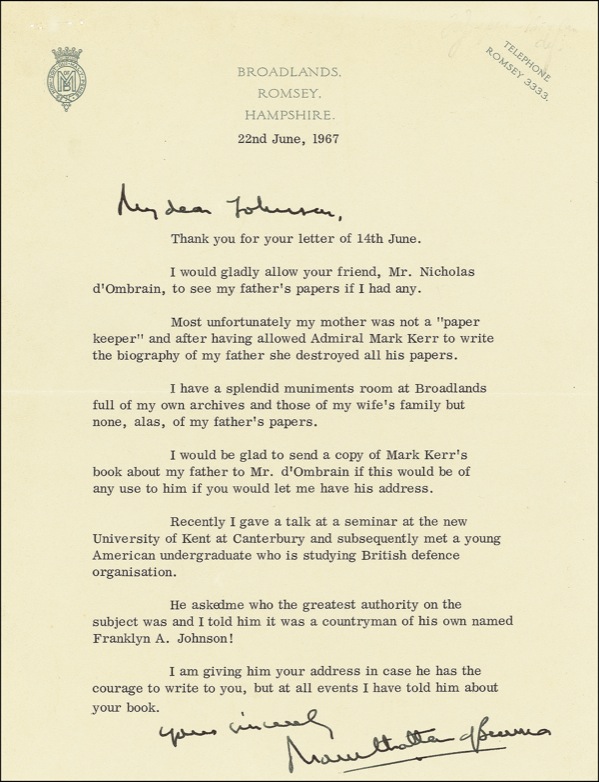 BROADLANDS.
ROMSEY.
HAMPSHIRE.
TELEPHONE
ROMSEY 3333.
22nd June, 1967
My dear Johnson,
Thank you for your letter of 14th June.
I would gladly allow your friend, Mr. Nicholas
d'Ombrain, to see my father's papers if I had any.
Most unfortunately my mother was not a "paper
keeper" and after having allowed Admiral Mark Kerr to write
the biography of my father she destroyed all his papers.
I have a splendid muniments room at Broadlands
full of my own archives and those of my wife's family but
none, alas, of my father's papers.
I would be glad to send a copy of Mark Kerr's
book about my father to Mr. d'Ombrain if this would be of
any use to him if you would let me have his address.
Recently I gave a talk at a seminar at the new
University of Kent at Canterbury and subsequently met a young
American undergraduate who is studying British defence
organisation.
He askedme who the greatest authority on the
subject was and I told him it was a countryman of his own named
Franklyn A. Johnson!
I am giving him your address in case he has the
courage to write to you, but at all events I have told him about
your book.
Yours sincerely
Mountbatten of Burma